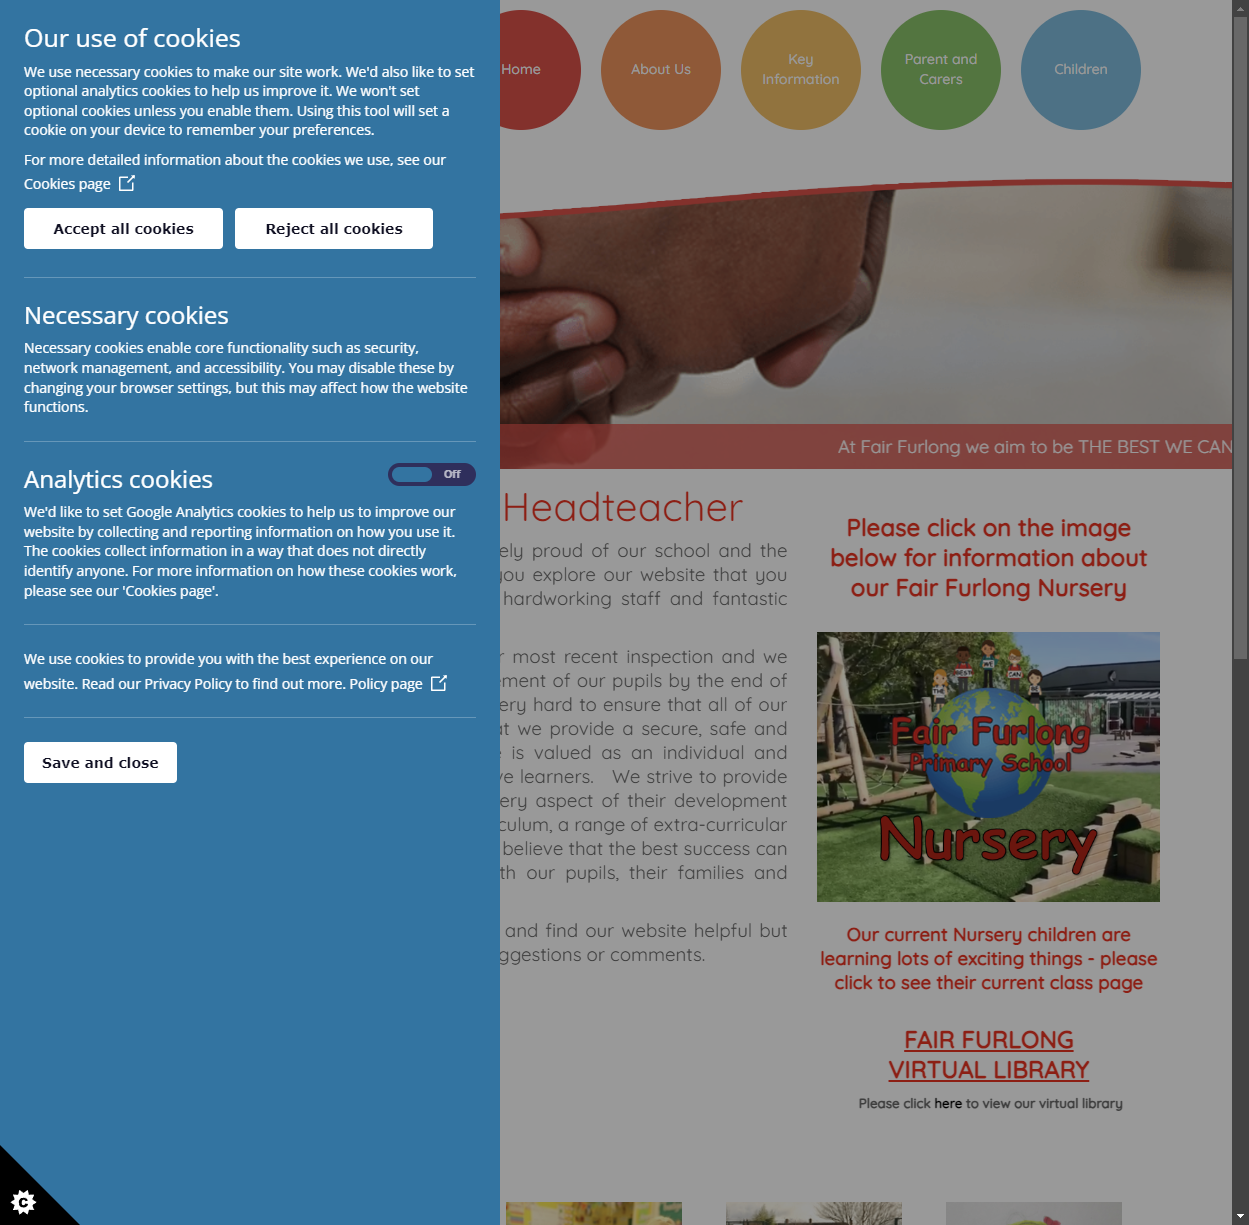 Our use of cookies
We use necessary cookies to make our site work. We'd also like to set
optional analytics cookies to help us improve it. We won't set
optional cookies unless you enable them. Using this tool will set a
cookie on your device to remember your preferences.
For more detailed information about the cookies we use, see our
Cookies page
Accept all cookies
Reject all cookies
Necessary cookies
Necessary cookies enable core functionality such as security,
network management, and accessibility. You may disable these by
changing your browser settings, but this may affect how the website
functions.
Analytics cookies
Off
We'd like to set Google Analytics cookies to help us to improve our
website by collecting and reporting information on how you use it.
The cookies collect information in a way that does not directly
identify anyone. For more information on how these cookies work,
please see our 'Cookies page'.
We use cookies to provide you with the best experience on our
website. Read our Privacy Policy to find out more. Policy page
Save and close
C
Home
About Us
Key
Information
Parent and
Carers
Children
At Fair Furlong we aim to be THE BEST WE CAN
Headteacher
ely proud of our school and the
you explore our website that you
hardworking staff and fantastic
most recent inspection and we
ement of our pupils by the end of
ery hard to ensure that all of our
at we provide a secure, safe and
is valued as an individual and
ve learners. We strive to provide
ery aspect of their development
culum, a range of extra-curricular
believe that the best success can
th our pupils, their families and
and find our website helpful but
ggestions or comments.
Please click on the image
below for information about
our Fair Furlong Nursery
THE BEST WE CAN
Fair Furlong
Primary School
Nursery
Our current Nursery children are
learning lots of exciting things - please
click to see their current class page
FAIR FURLONG
VIRTUAL LIBRARY
Please click here to view our virtual library